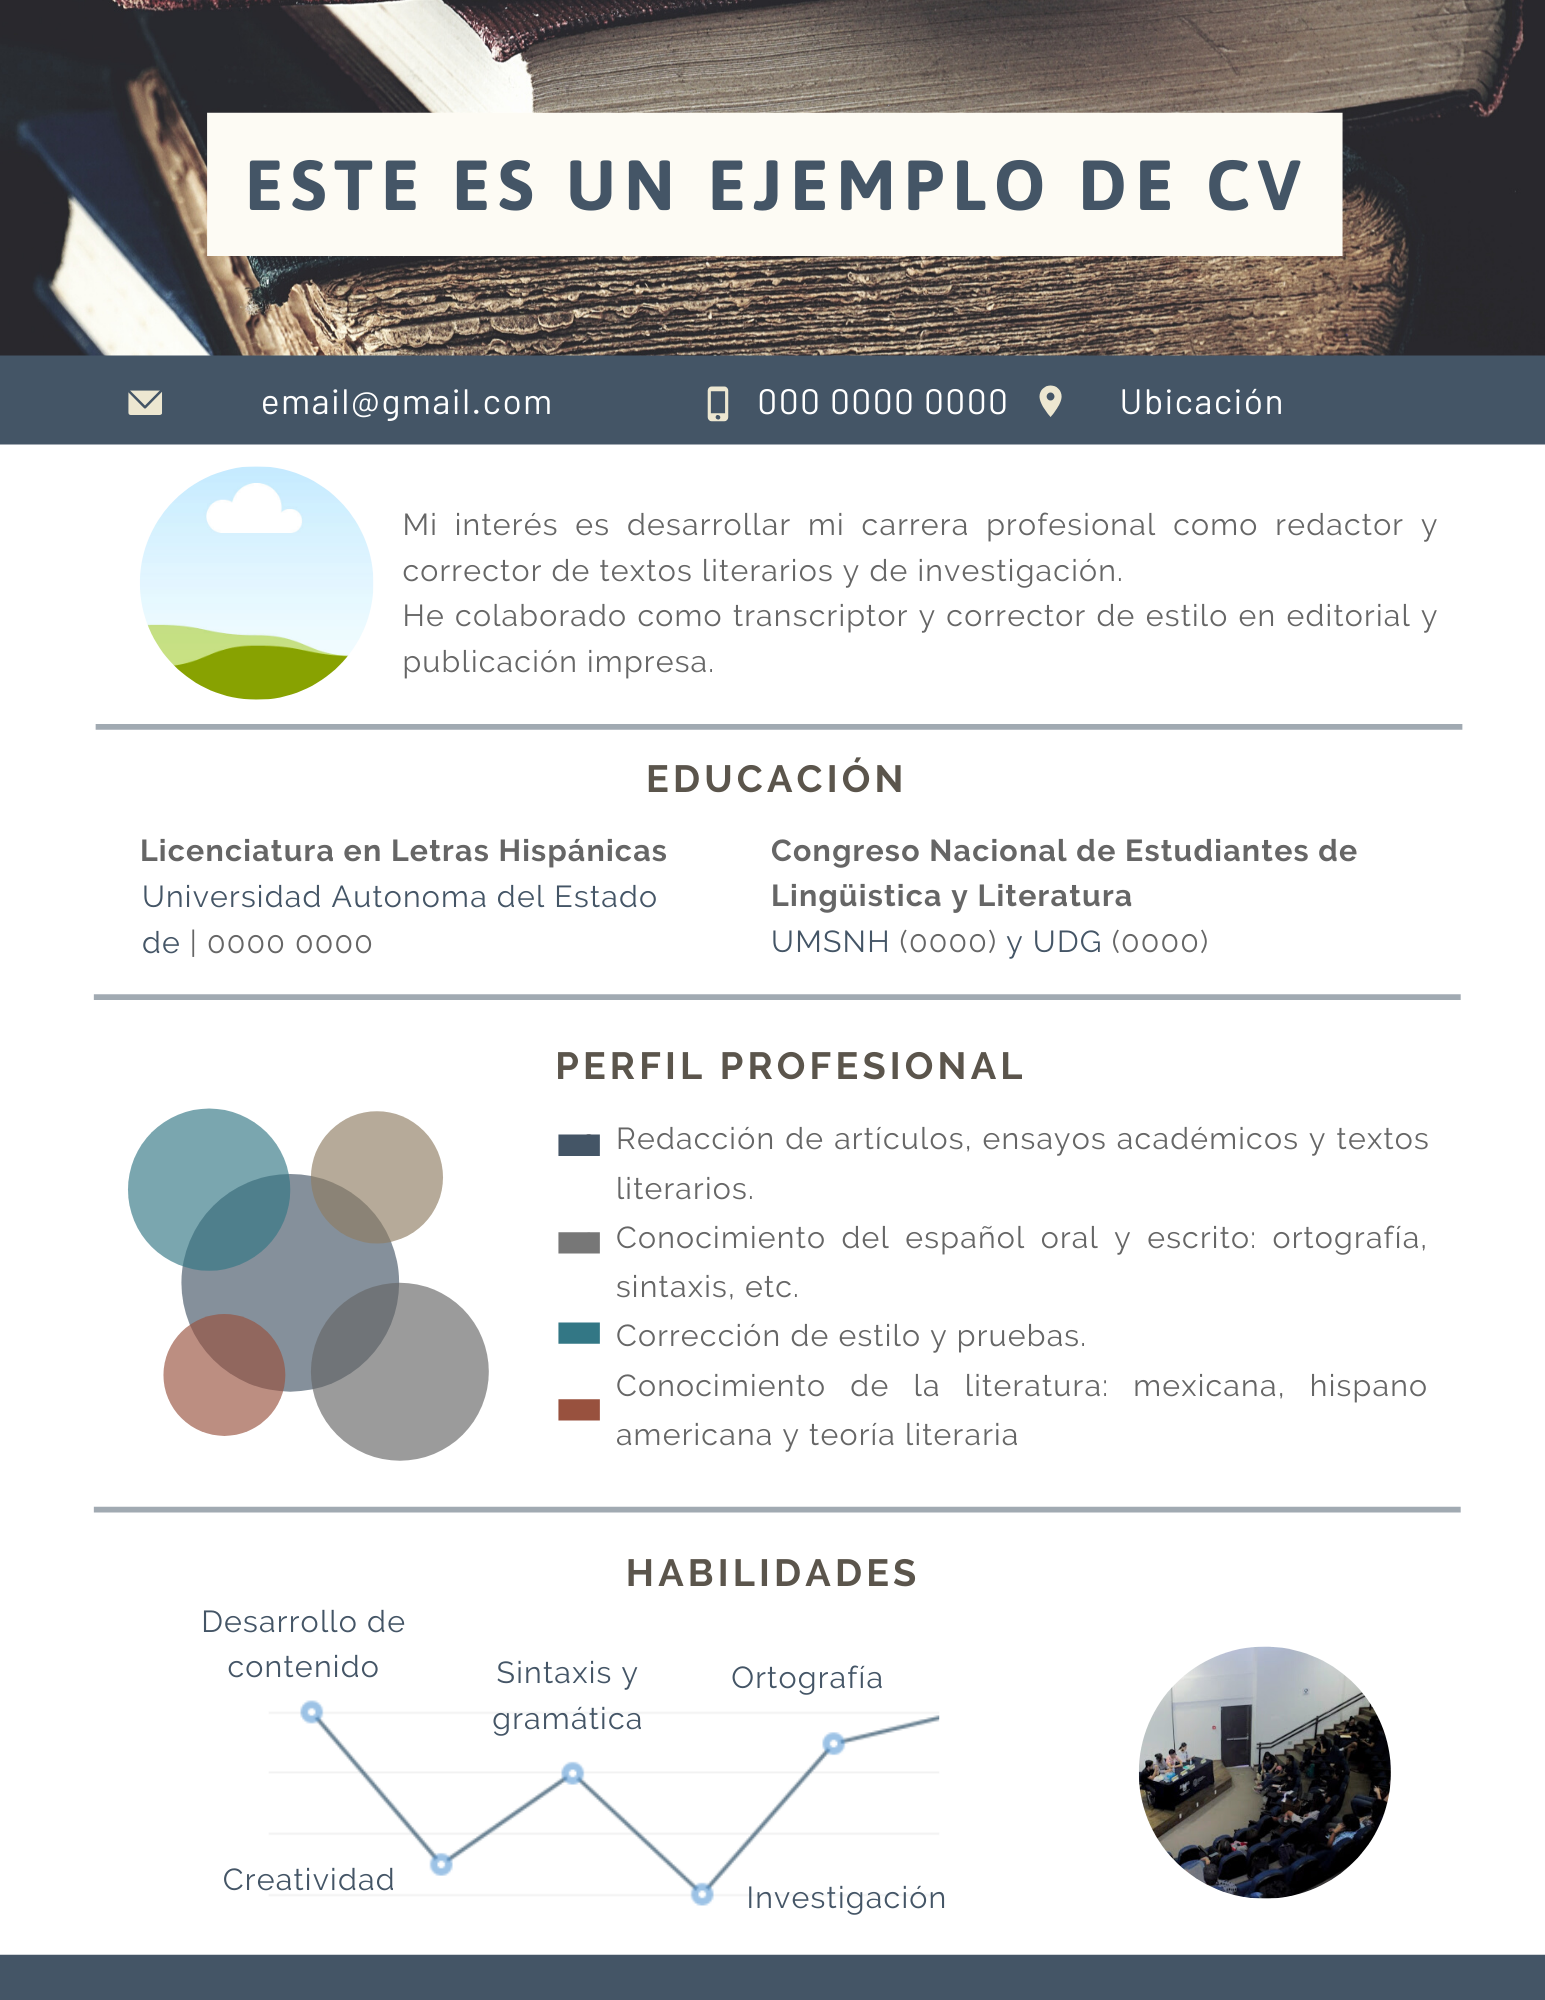 ESTE ES UN EJEMPLO DE CV
email@gmail.com
000 0000 0000
Ubicación
Mi interés es desarrollar mi carrera profesional como redactor y
corrector de textos literarios y de investigación.
He colaborado como transcriptor y corrector de estilo en editorial y
publicación impresa.
EDUCACIÓN
Licenciatura en Letras Hispánicas
Universidad Autonoma del Estado
de | 0000 0000
Congreso Nacional de Estudiantes de
Lingüistica y Literatura
UMSNH (0000) y UDG (0000)
PERFIL PROFESIONAL
Redacción de artículos, ensayos académicos y textos
literarios.
Conocimiento del español oral y escrito: ortografía,
sintaxis, etc.
Corrección de estilo y pruebas.
Conocimiento de la literatura: mexicana, hispano
americana y teoría literaria
HABILIDADES
Desarrollo de
contenido
Sintaxis y
gramática
Ortografía
Creatividad
Investigación